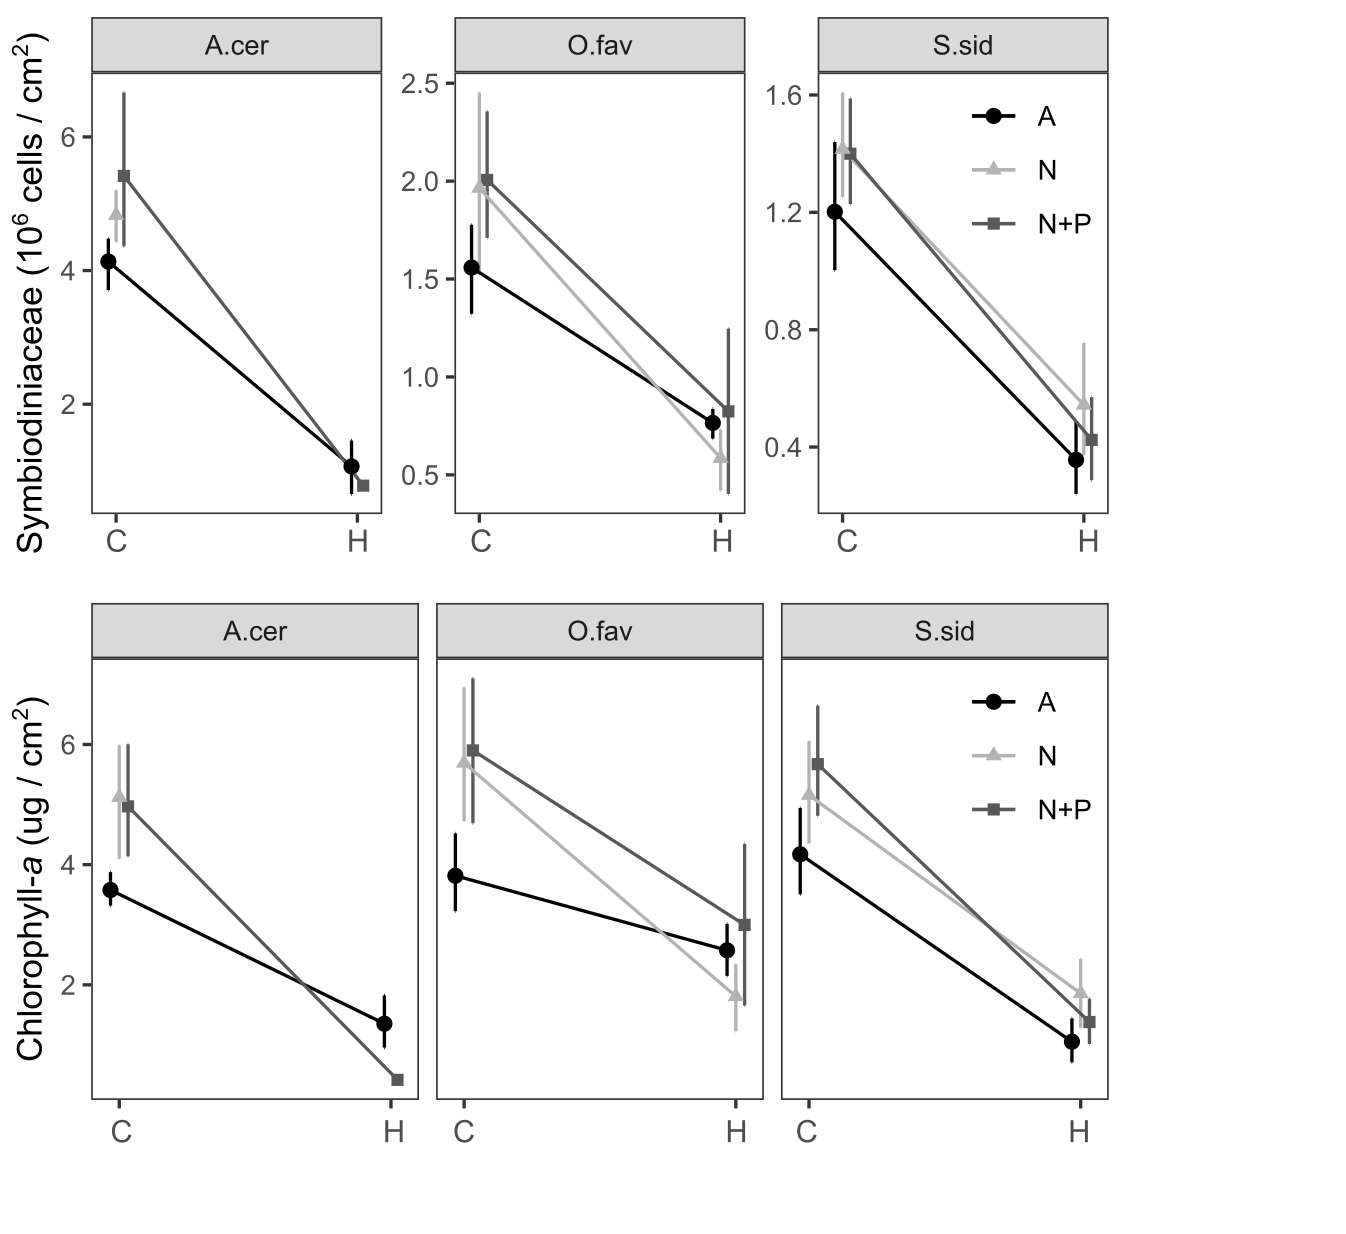 Symbiodiniaceae (10⁶ cells / cm²)
A.cer
O.fav
S.sid
6
4
2
2.5
2.0
1.5
1.0
0.5
1.6
1.2
0.8
0.4
A
N
N+P
C
H
C
H
C
H
Chlorophyll-a (ug / cm²)
A.cer
O.fav
S.sid
6
4
2
A
N
N+P
C
H
C
H
C
H